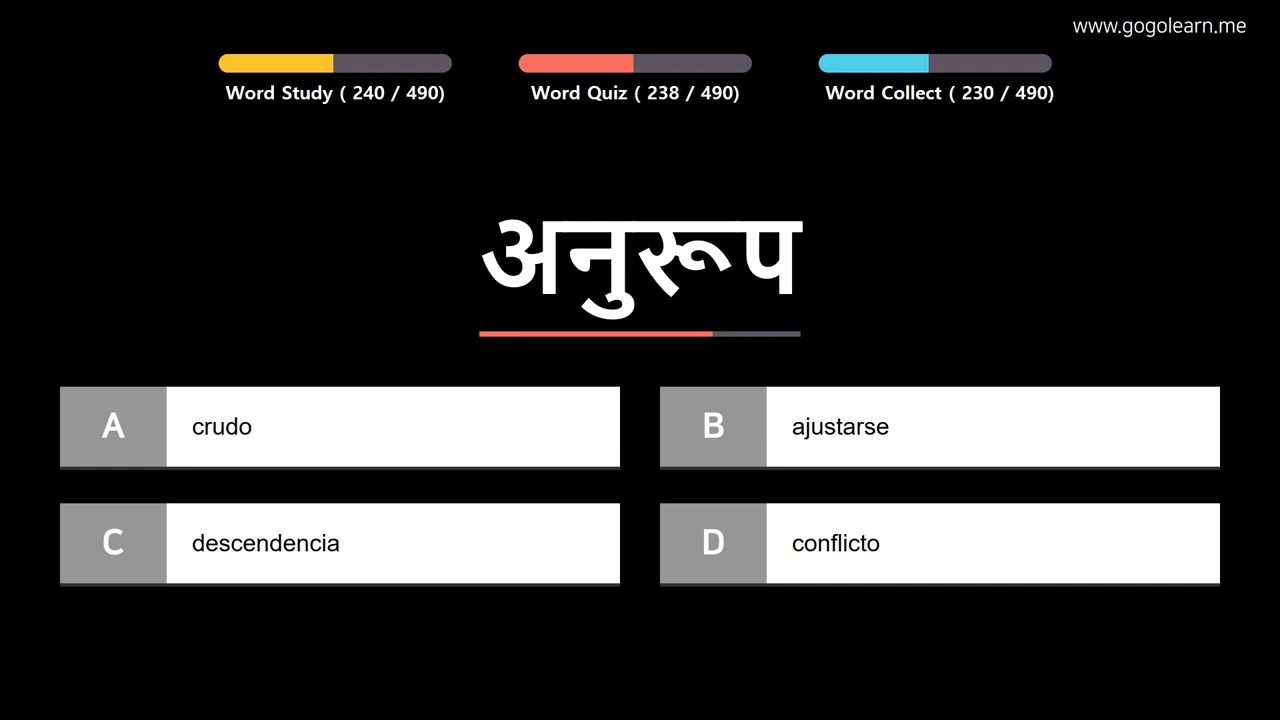 www.gogolearn.me
Word Study ( 240 / 490)
Word Quiz ( 238 / 490)
Word Collect ( 230 / 490)
अनुरूप
A crudo
B ajustarse
C descendencia
D conflicto